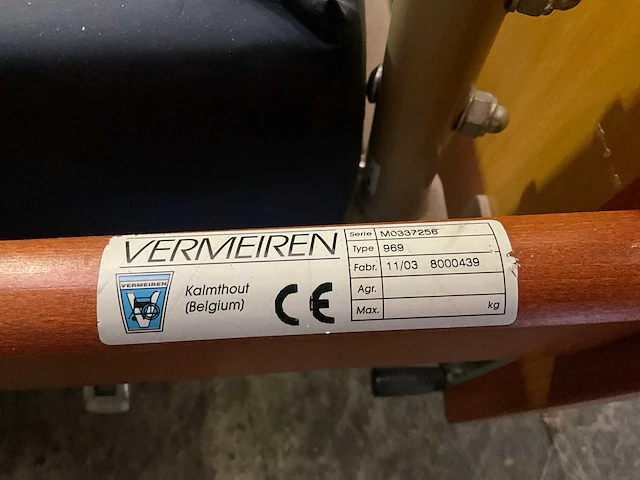 VERMEIREN
VERMEIREN
Kalmthout
(Belgium)
CE
Serie M0337256
Type 969
Fabr. 11/03 8000439
Agr.
Max. kg